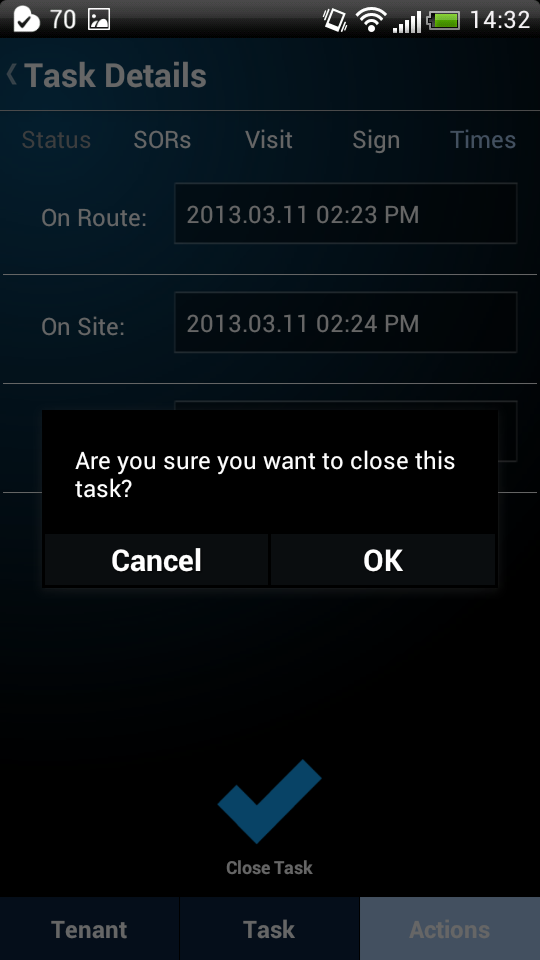 70
14:32
Task Details
Status SORs Visit Sign Times
On Route: 2013.03.11 02:23 PM
On Site: 2013.03.11 02:24 PM
Are you sure you want to close this
task?
Cancel OK
Close Task
Tenant Task Actions